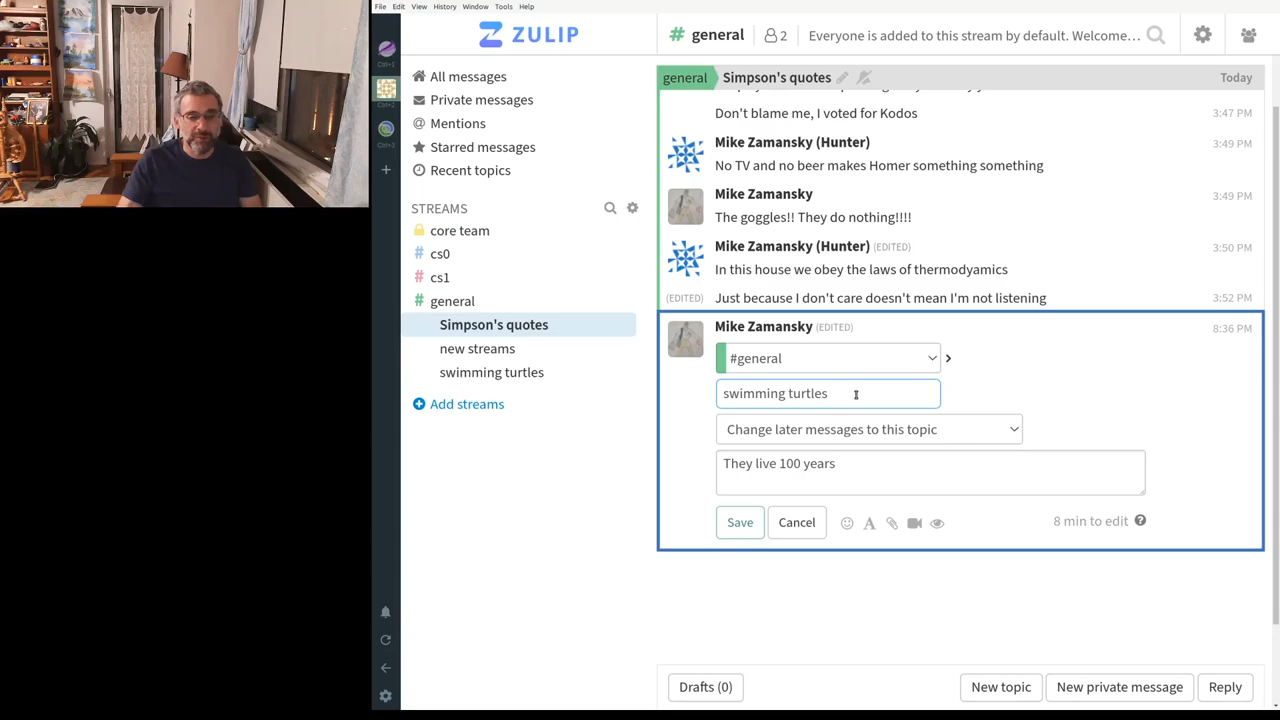 File Edit View History Window Tools Help
ZULIP
# general 2 Everyone is added to this stream by default. Welcome…
Ctrl+1
Ctrl+2
Ctrl+3
All messages
Private messages
@ Mentions
Starred messages
Recent topics
STREAMS
core team
# cs0
# cs1
# general
Simpson's quotes
new streams
swimming turtles
Add streams
general Simpson's quotes Today
Don't blame me, I voted for Kodos 3:47 PM
Mike Zamansky (Hunter) 3:49 PM
No TV and no beer makes Homer something something
Mike Zamansky 3:49 PM
The goggles!! They do nothing!!!!
Mike Zamansky (Hunter) (EDITED) 3:50 PM
In this house we obey the laws of thermodyamics
(EDITED) Just because I don't care doesn't mean I'm not listening 3:52 PM
Mike Zamansky (EDITED) 8:36 PM
#general
swimming turtles
Change later messages to this topic
They live 100 years
Save Cancel A 8 min to edit ?
Drafts (0) New topic New private message Reply